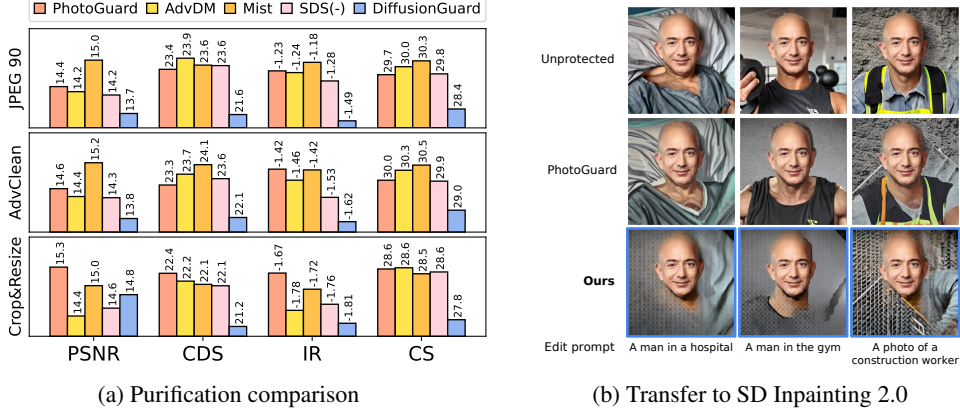 PhotoGuard AdvDM Mist SDS(-) DiffusionGuard
JPEG 90
14.4 14.2 15.0 14.2 13.7 23.4 23.9 23.6 23.6 21.6 -1.23 -1.24 -1.18 -1.28 -1.49 29.7 30.0 30.3 29.8 28.4
AdvClean
14.6 14.4 15.2 14.3 13.8 23.3 23.7 24.1 23.6 22.1 -1.42 -1.46 -1.42 -1.53 -1.62 30.0 30.3 30.5 29.9 29.0
Crop&Resize
15.3 14.4 15.0 14.6 14.8 22.4 22.2 22.1 22.1 21.2 -1.67 -1.78 -1.72 -1.76 -1.81 28.6 28.6 28.5 28.6 27.8
PSNR CDS IR CS
(a) Purification comparison
Unprotected
PhotoGuard
Ours
Edit prompt A man in a hospital A man in the gym A photo of a
construction worker
(b) Transfer to SD Inpainting 2.0